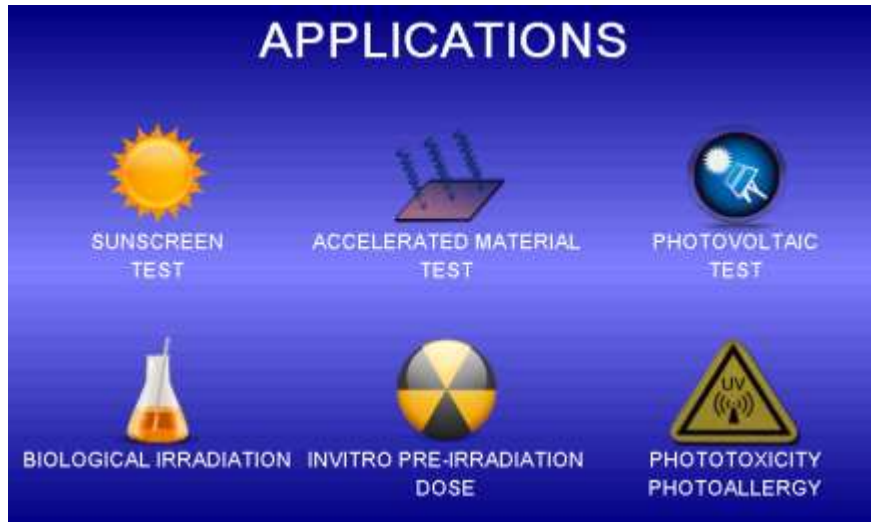 APPLICATIONS
SUNSCREEN
TEST
ACCELERATED MATERIAL
TEST
PHOTOVOLTAIC
TEST
BIOLOGICAL IRRADIATION
INVITRO PRE-IRRADIATION
DOSE
UV
PHOTOTOXICITY
PHOTOALLERGY